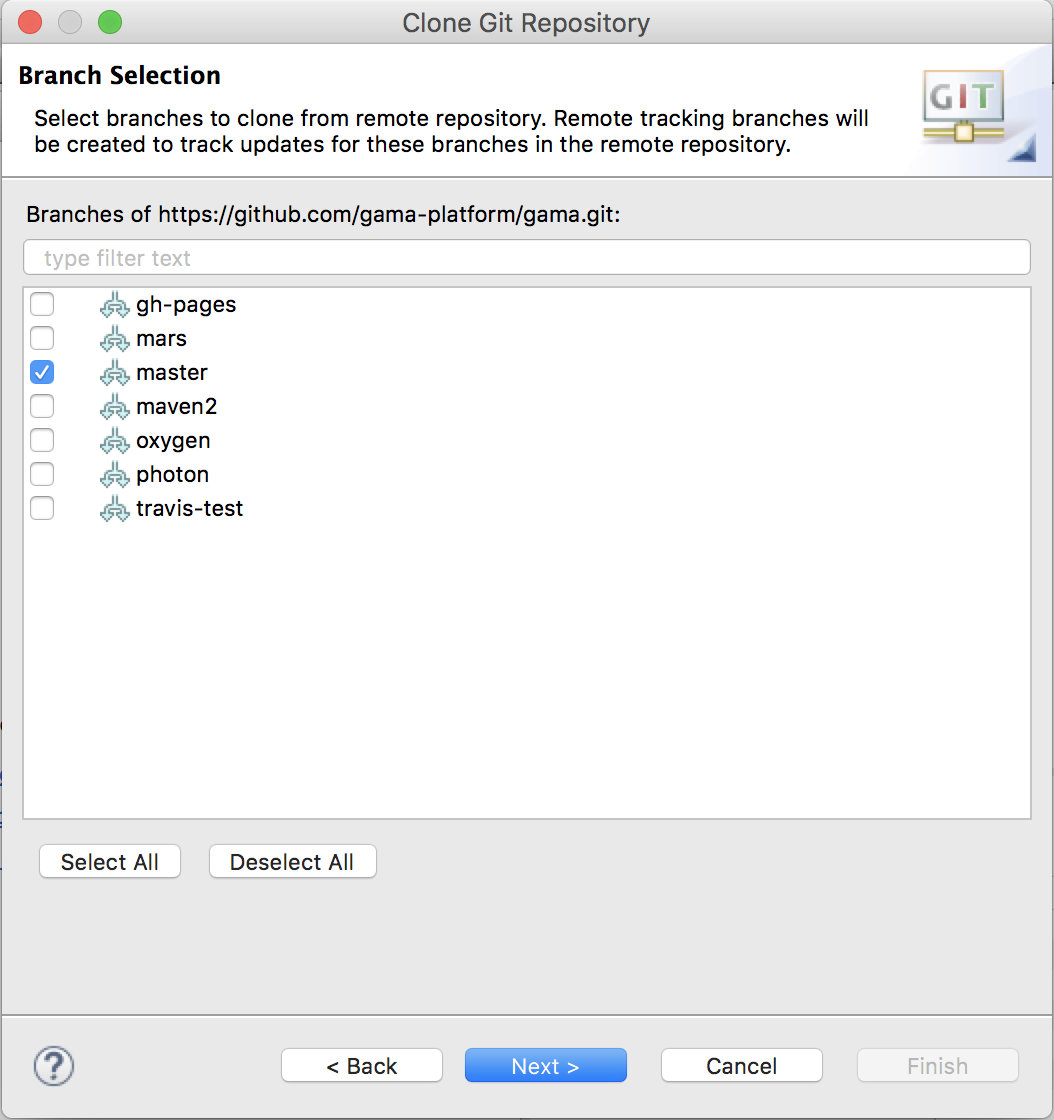 Clone Git Repository
Branch Selection
Select branches to clone from remote repository. Remote tracking branches will
be created to track updates for these branches in the remote repository.
GIT
Branches of https://github.com/gama-platform/gama.git:
type filter text
gh-pages
mars
master
maven2
oxygen
photon
travis-test
Select All
Deselect All
?
< Back
Next >
Cancel
Finish